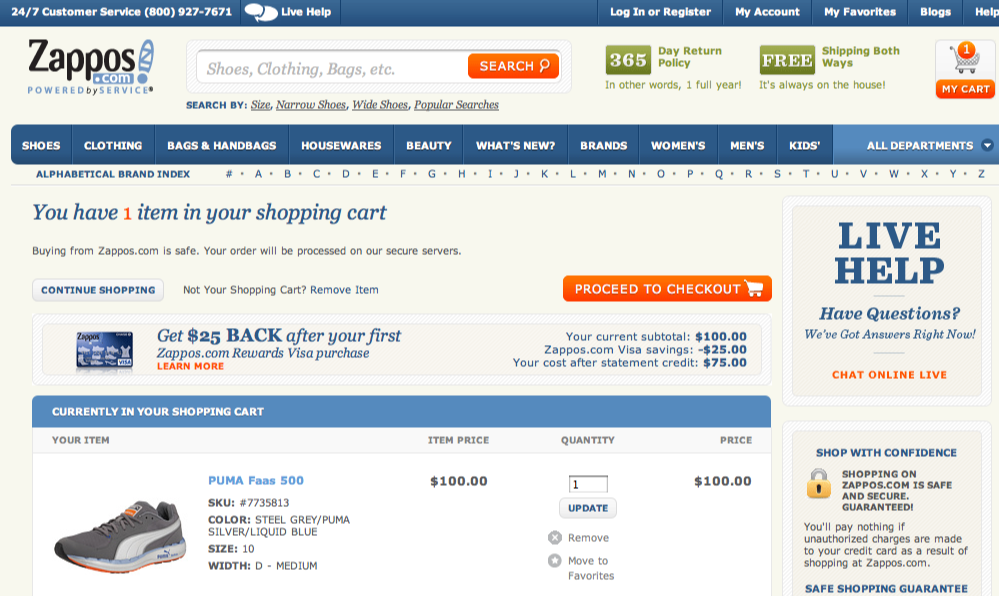 24/7 Customer Service (800) 927-7671 Live Help Log In or Register My Account My Favorites Blogs Help
Zappos
.com
POWERED by SERVICE®
Shoes, Clothing, Bags, etc. SEARCH
SEARCH BY: Size, Narrow Shoes, Wide Shoes, Popular Searches
365 Day Return Policy
In other words, 1 full year!
FREE Shipping Both Ways
It's always on the house!
1
MY CART
SHOES CLOTHING BAGS & HANDBAGS HOUSEWARES BEAUTY WHAT'S NEW? BRANDS WOMEN'S MEN'S KIDS' ALL DEPARTMENTS
ALPHABETICAL BRAND INDEX # • A • B • C • D • E • F • G • H • I • J • K • L • M • N • O • P • Q • R • S • T • U • V • W • X • Y • Z
You have 1 item in your shopping cart
Buying from Zappos.com is safe. Your order will be processed on our secure servers.
CONTINUE SHOPPING Not Your Shopping Cart? Remove Item PROCEED TO CHECKOUT
Zappos
VISA
Get $25 BACK after your first
Zappos.com Rewards Visa purchase
LEARN MORE
Your current subtotal: $100.00
Zappos.com Visa savings: -$25.00
Your cost after statement credit: $75.00
CURRENTLY IN YOUR SHOPPING CART
YOUR ITEM ITEM PRICE QUANTITY PRICE
PUMA Faas 500 $100.00 1 $100.00
SKU: #7735813
COLOR: STEEL GREY/PUMA
SILVER/LIQUID BLUE
SIZE: 10
WIDTH: D - MEDIUM
UPDATE
Remove
Move to
Favorites
LIVE
HELP
Have Questions?
We've Got Answers Right Now!
CHAT ONLINE LIVE
SHOP WITH CONFIDENCE
SHOPPING ON
ZAPPOS.COM IS SAFE
AND SECURE.
GUARANTEED!
You'll pay nothing if
unauthorized charges are made
to your credit card as a result of
shopping at Zappos.com.
SAFE SHOPPING GUARANTEE